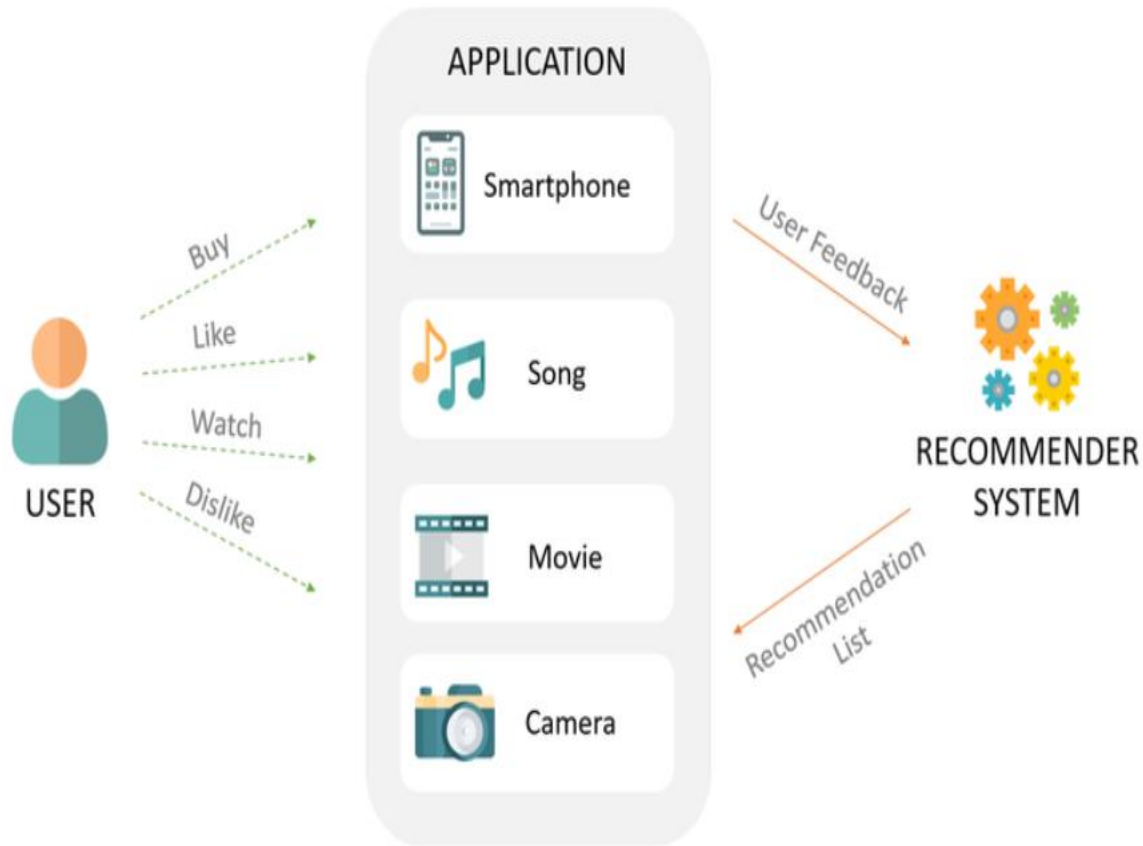 APPLICATION
Smartphone
Song
Movie
Camera
Buy
Like
Watch
Dislike
USER
User Feedback
RECOMMENDER
SYSTEM
Recommendation
List